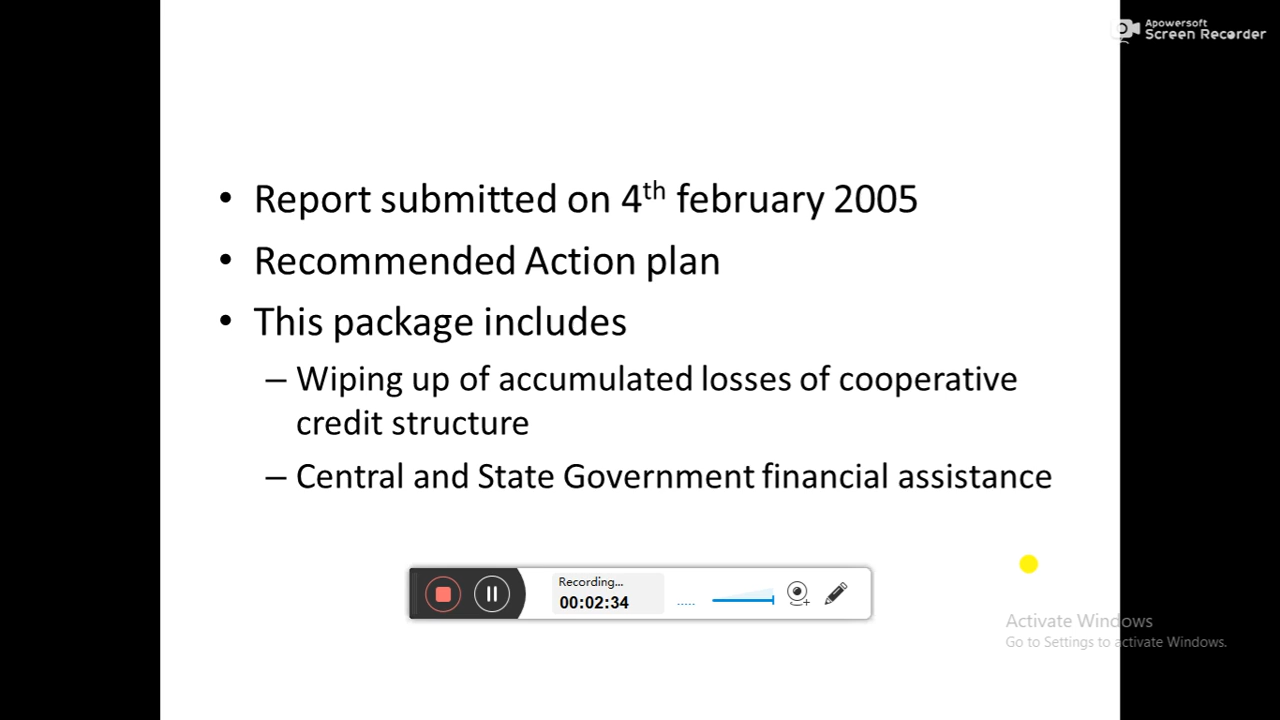 Apowersoft
Screen Recorder
• Report submitted on 4th february 2005
• Recommended Action plan
• This package includes
– Wiping up of accumulated losses of cooperative
credit structure
– Central and State Government financial assistance
Recording...
00:02:34
Activate Windows
Go to Settings to activate Windows.